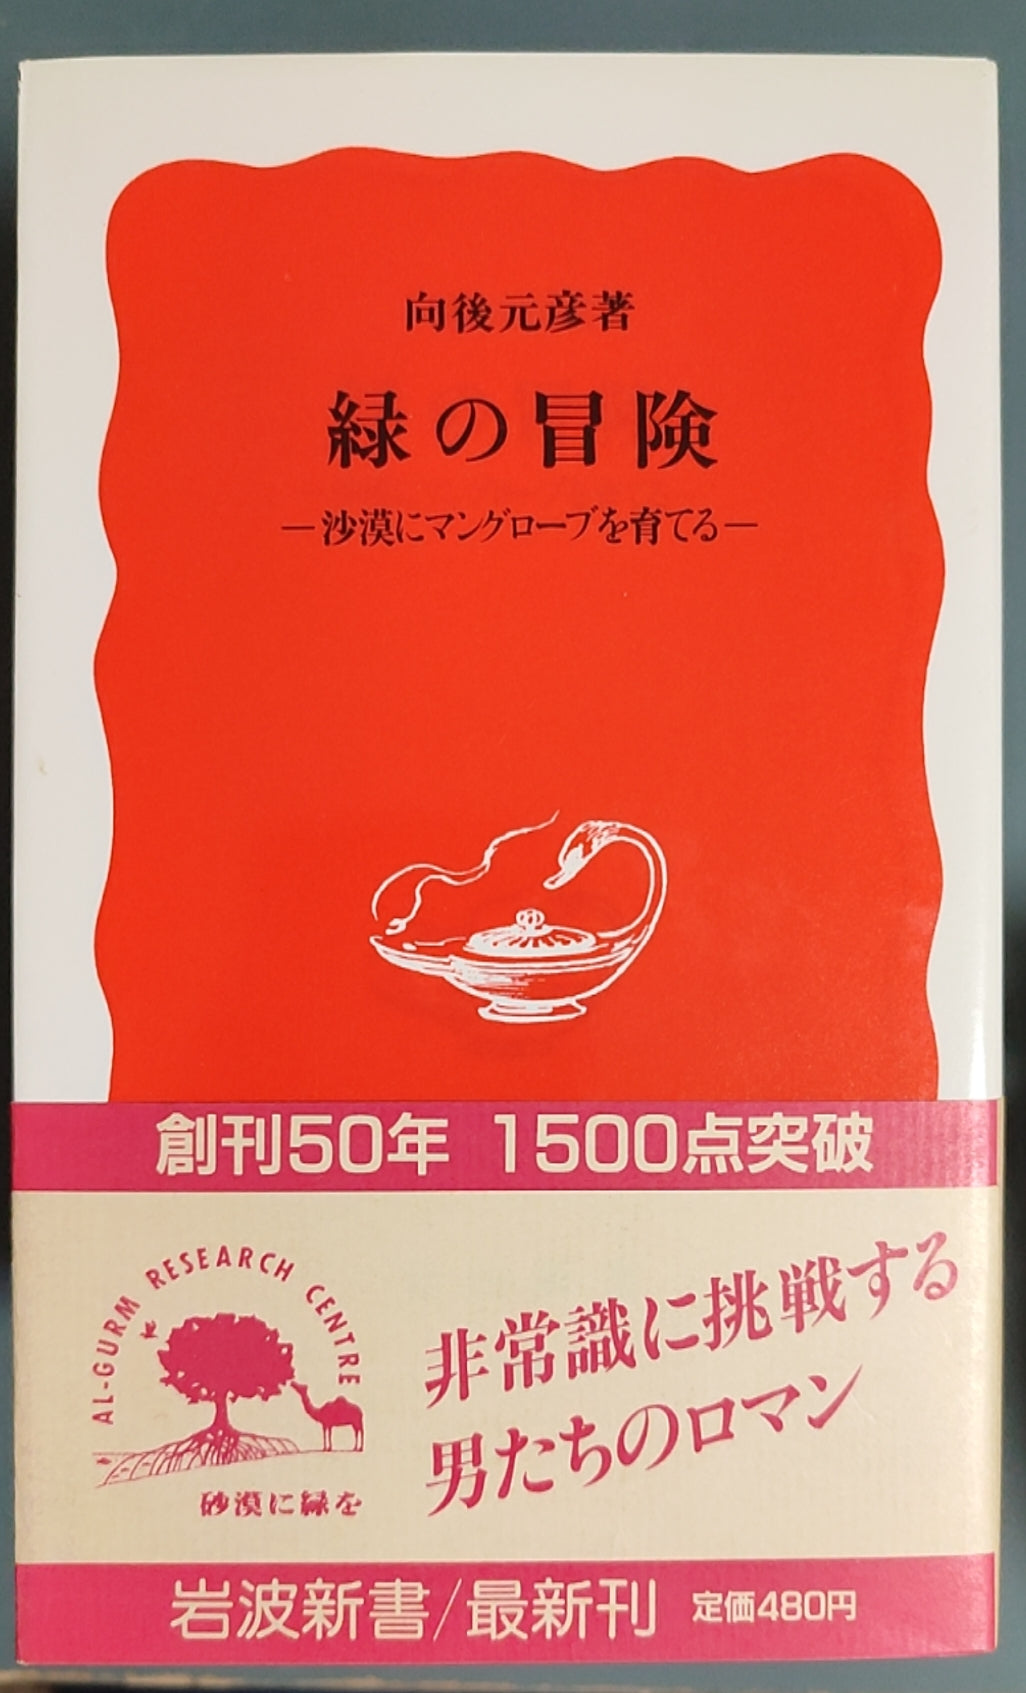 向後元彦著
緑の冒険
―沙漠にマングローブを育てる―
創刊50年 1500点突破
AL-GURM RESEARCH CENTRE
砂漠に緑を
非常識に挑戦する
男たちのロマン
岩波新書/最新刊 定価480円